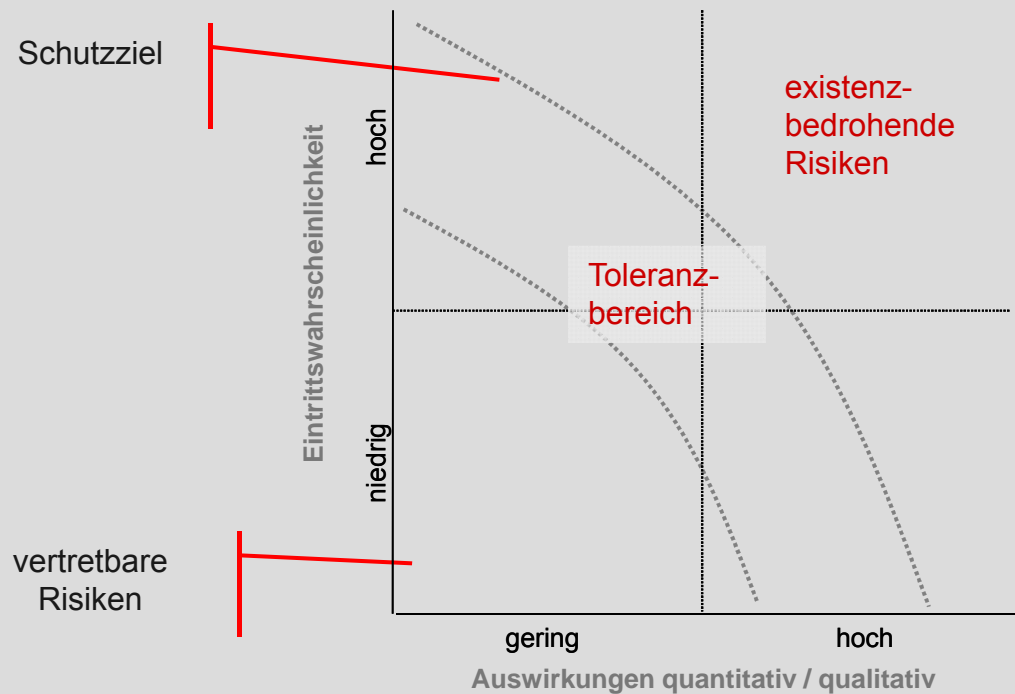 Schutzziel
existenz-
bedrohende
Risiken
hoch
Eintrittswahrscheinlichkeit
Toleranz-
bereich
niedrig
vertretbare
Risiken
gering
hoch
Auswirkungen quantitativ / qualitativ